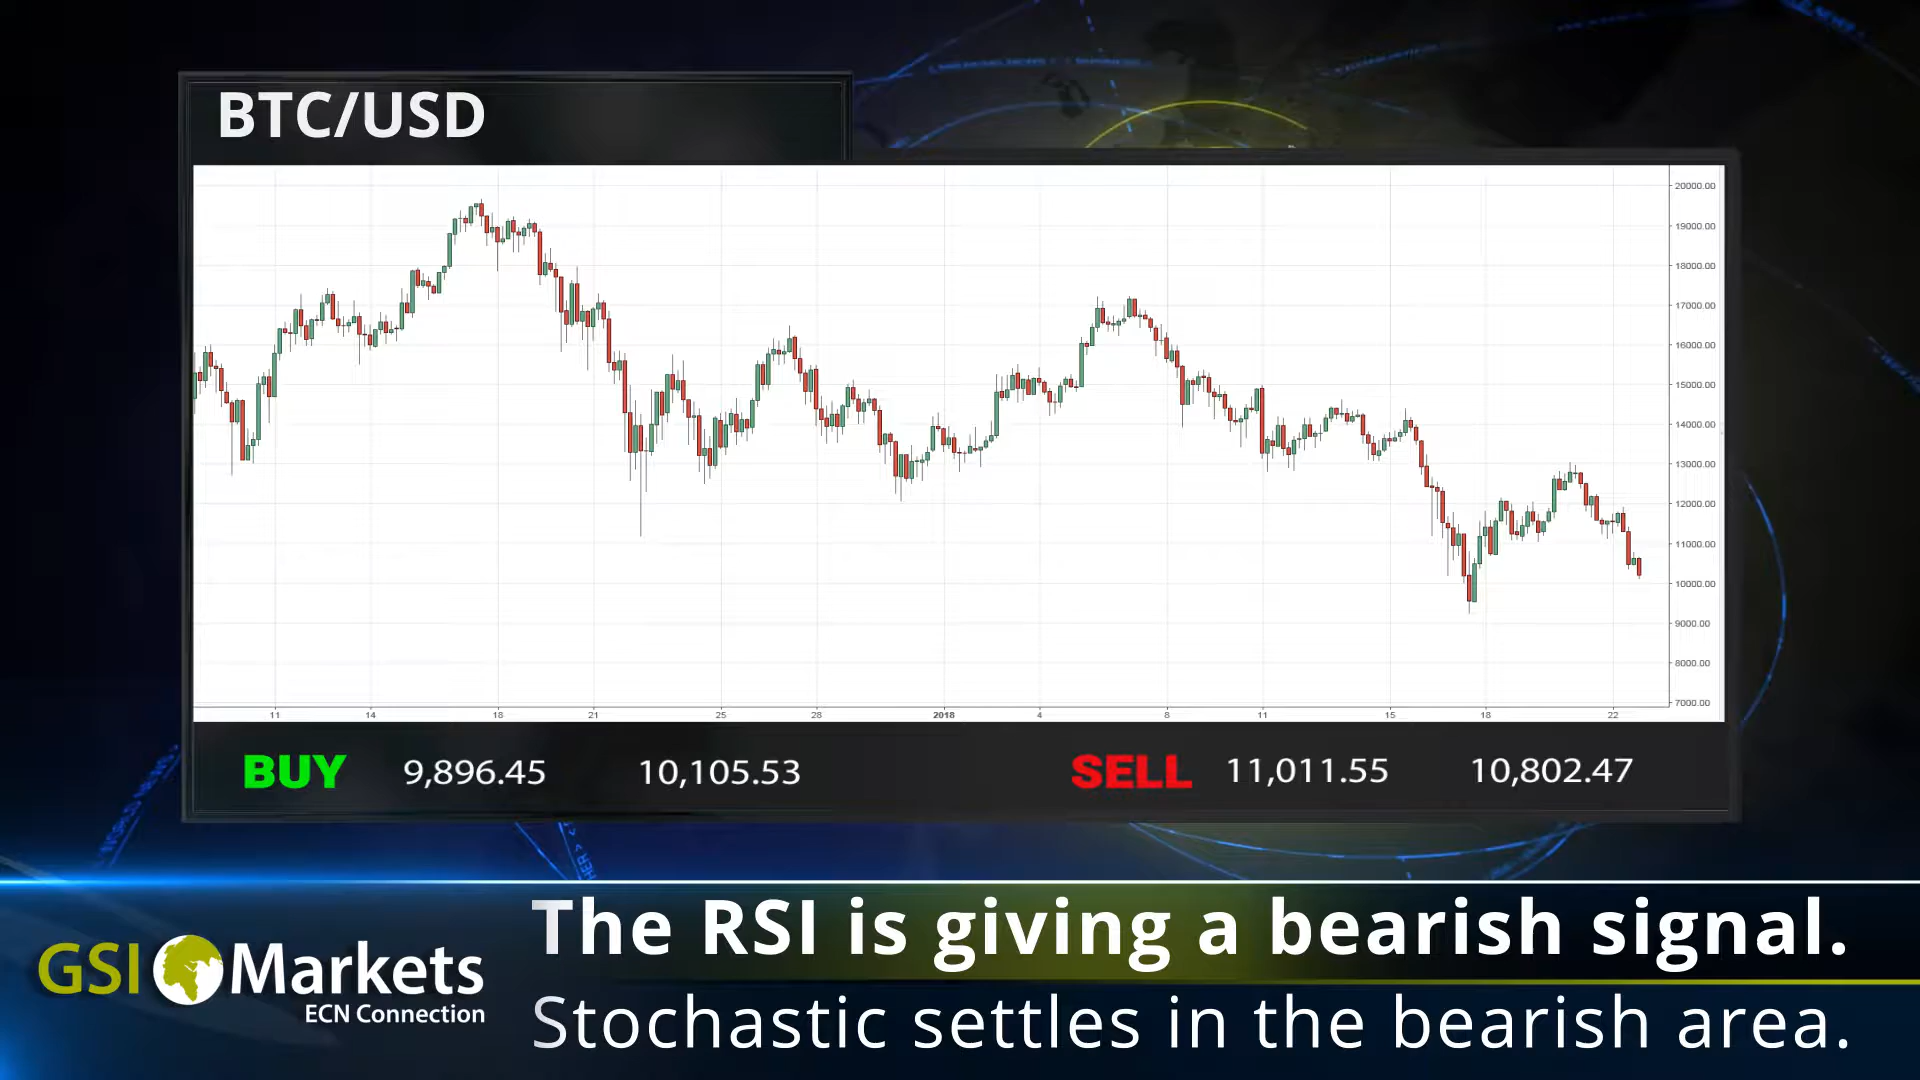 BTC/USD
20000.00
19000.00
18000.00
17000.00
16000.00
15000.00
14000.00
13000.00
12000.00
11000.00
10000.00
9000.00
8000.00
7000.00
11 14 18 21 25 28 2018 4 8 11 15 18 22
BUY 9,896.45 10,105.53 SELL 11,011.55 10,802.47
The RSI is giving a bearish signal.
GSI Markets
ECN Connection
Stochastic settles in the bearish area.